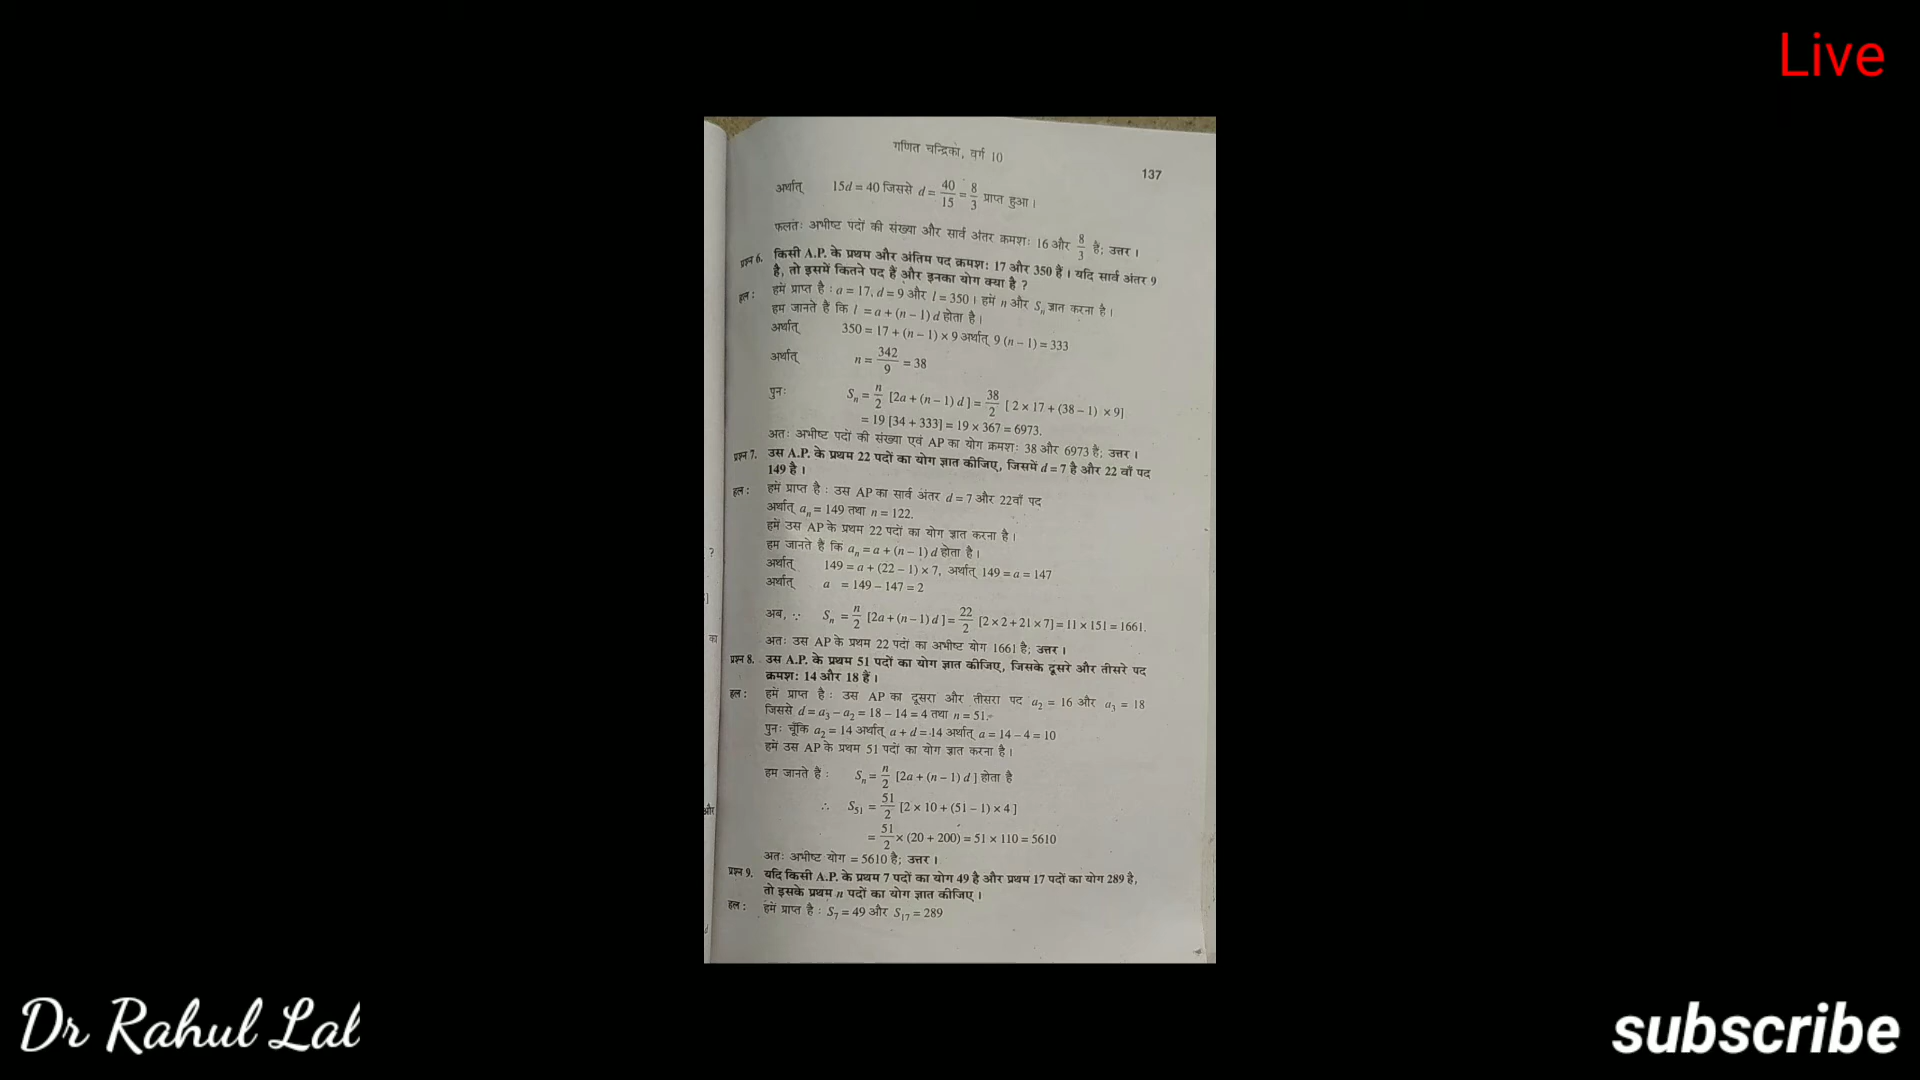 Live
गणित चन्द्रिका, वर्ग 10
137
अर्थात् 15d = 40 जिससे d = 40/15 = 8/3 प्राप्त हुआ।
फलतः अभीष्ट पदों की संख्या और सार्व अंतर क्रमशः 16 और 8/3 हैं; उत्तर।
प्रश्न 6. किसी A.P. के प्रथम और अंतिम पद क्रमशः 17 और 350 हैं। यदि सार्व अंतर 9
है, तो इसमें कितने पद हैं और इनका योग क्या है ?
हल : हमें प्राप्त है : a = 17, d = 9 और l = 350। हमें n और Sn ज्ञात करना है।
हम जानते हैं कि l = a + (n − 1) d होता है।
अर्थात् 350 = 17 + (n − 1) × 9 अर्थात् 9 (n − 1) = 333
अर्थात् n = 342/9 = 38
पुनः Sn = n/2 [2a + (n − 1) d] = 38/2 [2 × 17 + (38 − 1) × 9]
= 19 [34 + 333] = 19 × 367 = 6973.
अतः अभीष्ट पदों की संख्या एवं AP का योग क्रमशः 38 और 6973 हैं; उत्तर।
प्रश्न 7. उस A.P. के प्रथम 22 पदों का योग ज्ञात कीजिए, जिसमें d = 7 है और 22 वाँ पद
149 है।
हल : हमें प्राप्त है : उस AP का सार्व अंतर d = 7 और 22वाँ पद
अर्थात् an = 149 तथा n = 122.
हमें उस AP के प्रथम 22 पदों का योग ज्ञात करना है।
हम जानते हैं कि an = a + (n − 1) d होता है।
अर्थात् 149 = a + (22 − 1) × 7, अर्थात् 149 = a = 147
अर्थात् a = 149 − 147 = 2
अब, ∵ Sn = n/2 [2a + (n − 1) d] = 22/2 [2 × 2 + 21 × 7] = 11 × 151 = 1661.
अतः उस AP के प्रथम 22 पदों का अभीष्ट योग 1661 है; उत्तर।
प्रश्न 8. उस A.P. के प्रथम 51 पदों का योग ज्ञात कीजिए, जिसके दूसरे और तीसरे पद
क्रमशः 14 और 18 हैं।
हल : हमें प्राप्त है : उस AP का दूसरा और तीसरा पद a2 = 16 और a3 = 18
जिससे d = a3 − a2 = 18 − 14 = 4 तथा n = 51.
पुनः चूँकि a2 = 14 अर्थात् a + d = 14 अर्थात् a = 14 − 4 = 10
हमें उस AP के प्रथम 51 पदों का योग ज्ञात करना है।
हम जानते हैं : Sn = n/2 [2a + (n − 1) d] होता है
∴ S51 = 51/2 [2 × 10 + (51 − 1) × 4]
= 51/2 × (20 + 200) = 51 × 110 = 5610
अतः अभीष्ट योग = 5610 है; उत्तर।
प्रश्न 9. यदि किसी A.P. के प्रथम 7 पदों का योग 49 है और प्रथम 17 पदों का योग 289 है,
तो इसके प्रथम n पदों का योग ज्ञात कीजिए।
हल : हमें प्राप्त है : S7 = 49 और S17 = 289
Dr Rahul Lal
subscribe